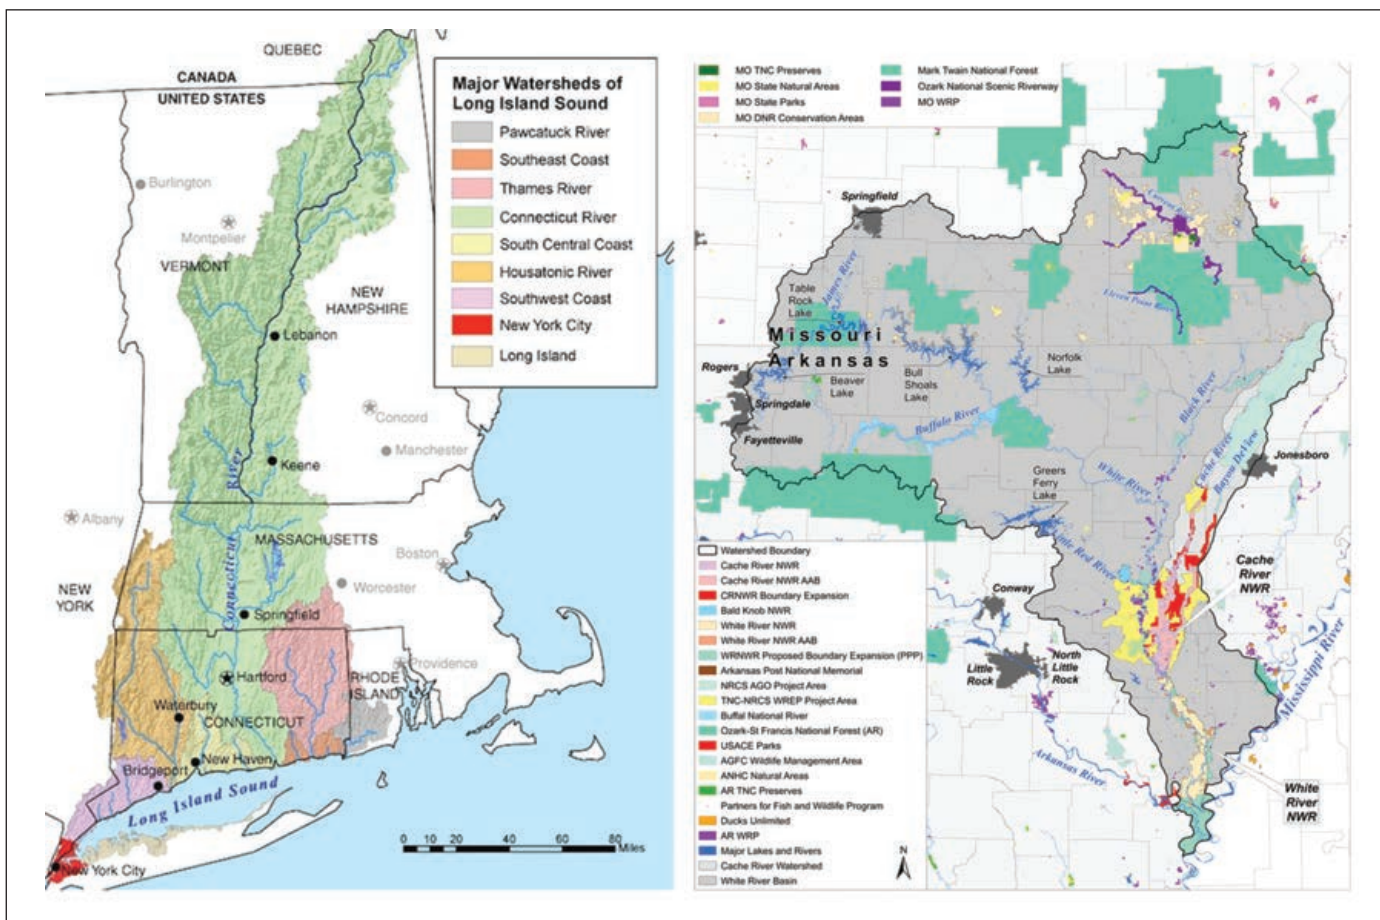 QUEBEC
CANADA
UNITED STATES
Burlington
Montpelier
VERMONT
NEW
HAMPSHIRE
Lebanon
Concord
Manchester
Keene
Connecticut River
Albany
MASSACHUSETTS
Boston
Worcester
NEW
YORK
Springfield
Providence
RHODE
ISLAND
Hartford
Waterbury
CONNECTICUT
New Haven
Bridgeport
Long Island Sound
New York City
0 10 20 40 60 80
Miles
Major Watersheds of
Long Island Sound
Pawcatuck River
Southeast Coast
Thames River
Connecticut River
South Central Coast
Housatonic River
Southwest Coast
New York City
Long Island
MO TNC Preserves
MO State Natural Areas
MO State Parks
MO DNR Conservation Areas
Mark Twain National Forest
Ozark National Scenic Riverway
MO WRP
Springfield
Current
James River
Table
Rock
Lake
Eleven Point River
Missouri
Arkansas
Rogers
Beaver
Lake
Bull
Shoals
Lake
Norfolk
Lake
Springdale
Fayetteville
Buffalo River
Black River
White River
Cache River
Bayou DeView
Jonesboro
Greers
Ferry
Lake
Little Red River
Conway
Cache
River
NWR
Little
Rock
North
Little
Rock
Mississippi River
Arkansas River
White
River
NWR
N
Watershed Boundary
Cache River NWR
Cache River NWR AAB
CRNWR Boundary Expansion
Bald Knob NWR
White River NWR
White River NWR AAB
WRNWR Proposed Boundary Expansion (PPP)
Arkansas Post National Memorial
NRCS AGO Project Area
TNC-NRCS WREP Project Area
Buffal National River
Ozark-St Francis National Forest (AR)
USACE Parks
AGFC Wildlife Management Area
ANHC Natural Areas
AR TNC Preserves
Partners for Fish and Wildlife Program
Ducks Unlimited
AR WRP
Major Lakes and Rivers
Cache River Watershed
White River Basin